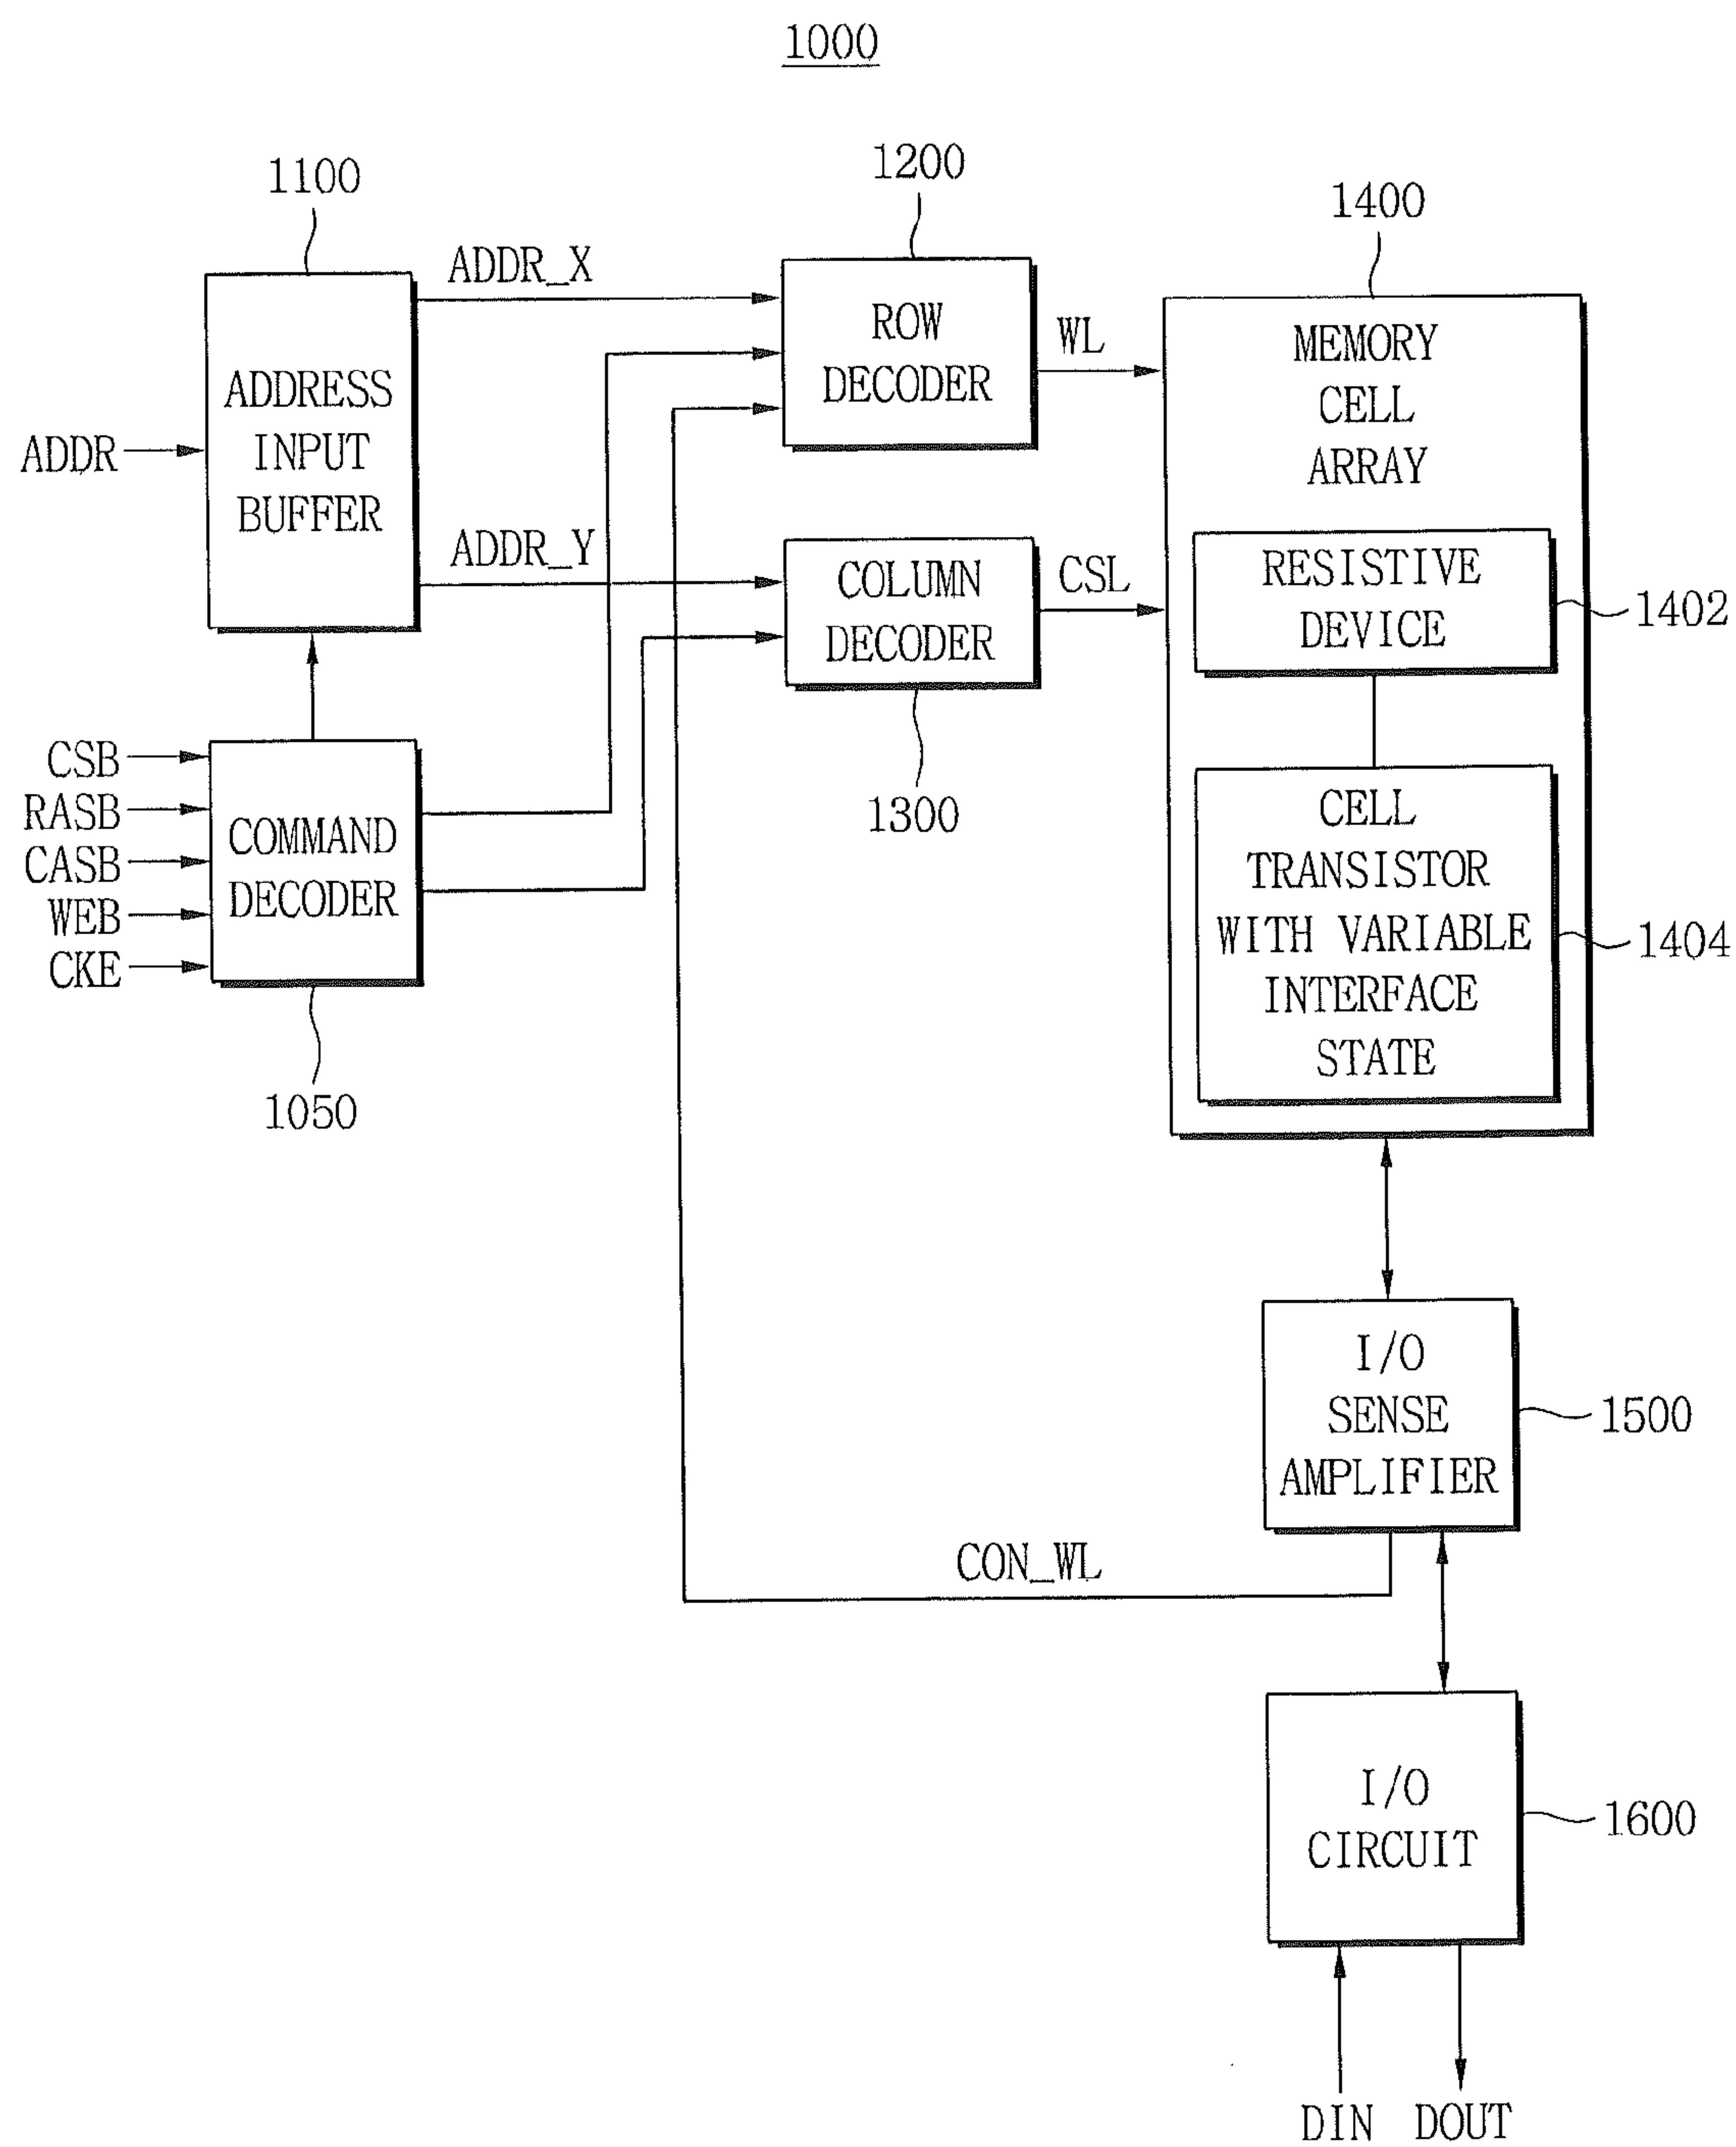 1000
1100
1200
1400
ADDR_X
ADDRESS
INPUT
BUFFER
ADDR
ADDR_Y
ROW
DECODER
WL
COLUMN
DECODER
CSL
1300
MEMORY
CELL
ARRAY
RESISTIVE
DEVICE
1402
CELL
TRANSISTOR
WITH VARIABLE
INTERFACE
STATE
1404
CSB
RASB
CASB
WEB
CKE
COMMAND
DECODER
1050
I/O
SENSE
AMPLIFIER
1500
CON_WL
I/O
CIRCUIT
1600
DIN
DOUT